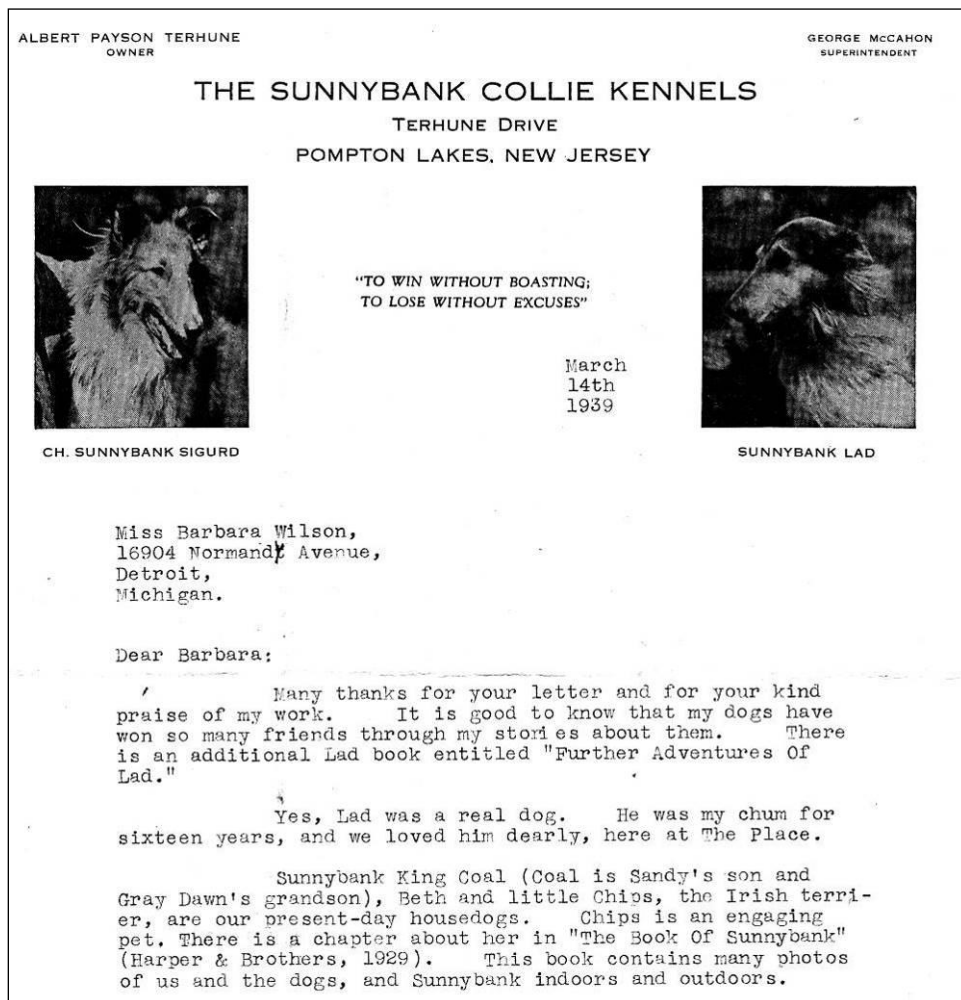 ALBERT PAYSON TERHUNE
OWNER
GEORGE McCAHON
SUPERINTENDENT
THE SUNNYBANK COLLIE KENNELS
TERHUNE DRIVE
POMPTON LAKES, NEW JERSEY
"TO WIN WITHOUT BOASTING;
TO LOSE WITHOUT EXCUSES"
March
14th
1939
CH. SUNNYBANK SIGURD
SUNNYBANK LAD
Miss Barbara Wilson,
16904 Normandy Avenue,
Detroit,
Michigan.
Dear Barbara:
Many thanks for your letter and for your kind
praise of my work. It is good to know that my dogs have
won so many friends through my stories about them. There
is an additional Lad book entitled "Further Adventures Of
Lad."
Yes, Lad was a real dog. He was my chum for
sixteen years, and we loved him dearly, here at The Place.
Sunnybank King Coal (Coal is Sandy's son and
Gray Dawn's grandson), Beth and little Chips, the Irish terri-
er, are our present-day housedogs. Chips is an engaging
pet. There is a chapter about her in "The Book Of Sunnybank"
(Harper & Brothers, 1929). This book contains many photos
of us and the dogs, and Sunnybank indoors and outdoors.